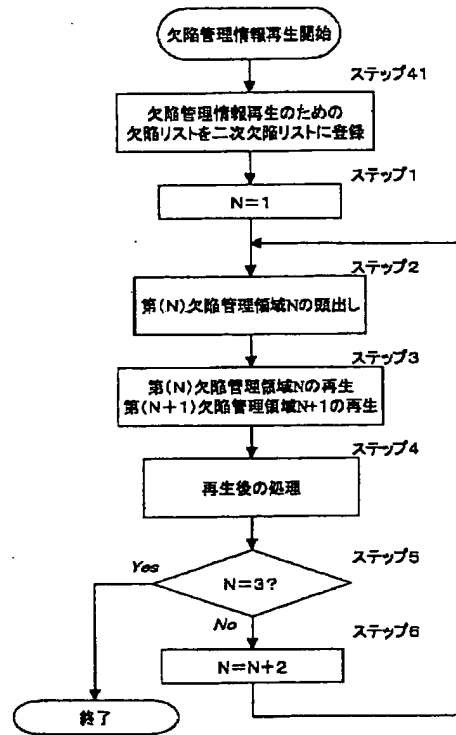 欠陥管理情報再生開始
ステップ41
欠陥管理情報再生のための
欠陥リストを二次欠陥リストに登録
ステップ1
N=1
ステップ2
第(N)欠陥管理領域Nの頭出し
ステップ3
第(N)欠陥管理領域Nの再生
第(N+1)欠陥管理領域N+1の再生
ステップ4
再生後の処理
ステップ5
Yes
N=3?
No
ステップ6
N=N+2
終了